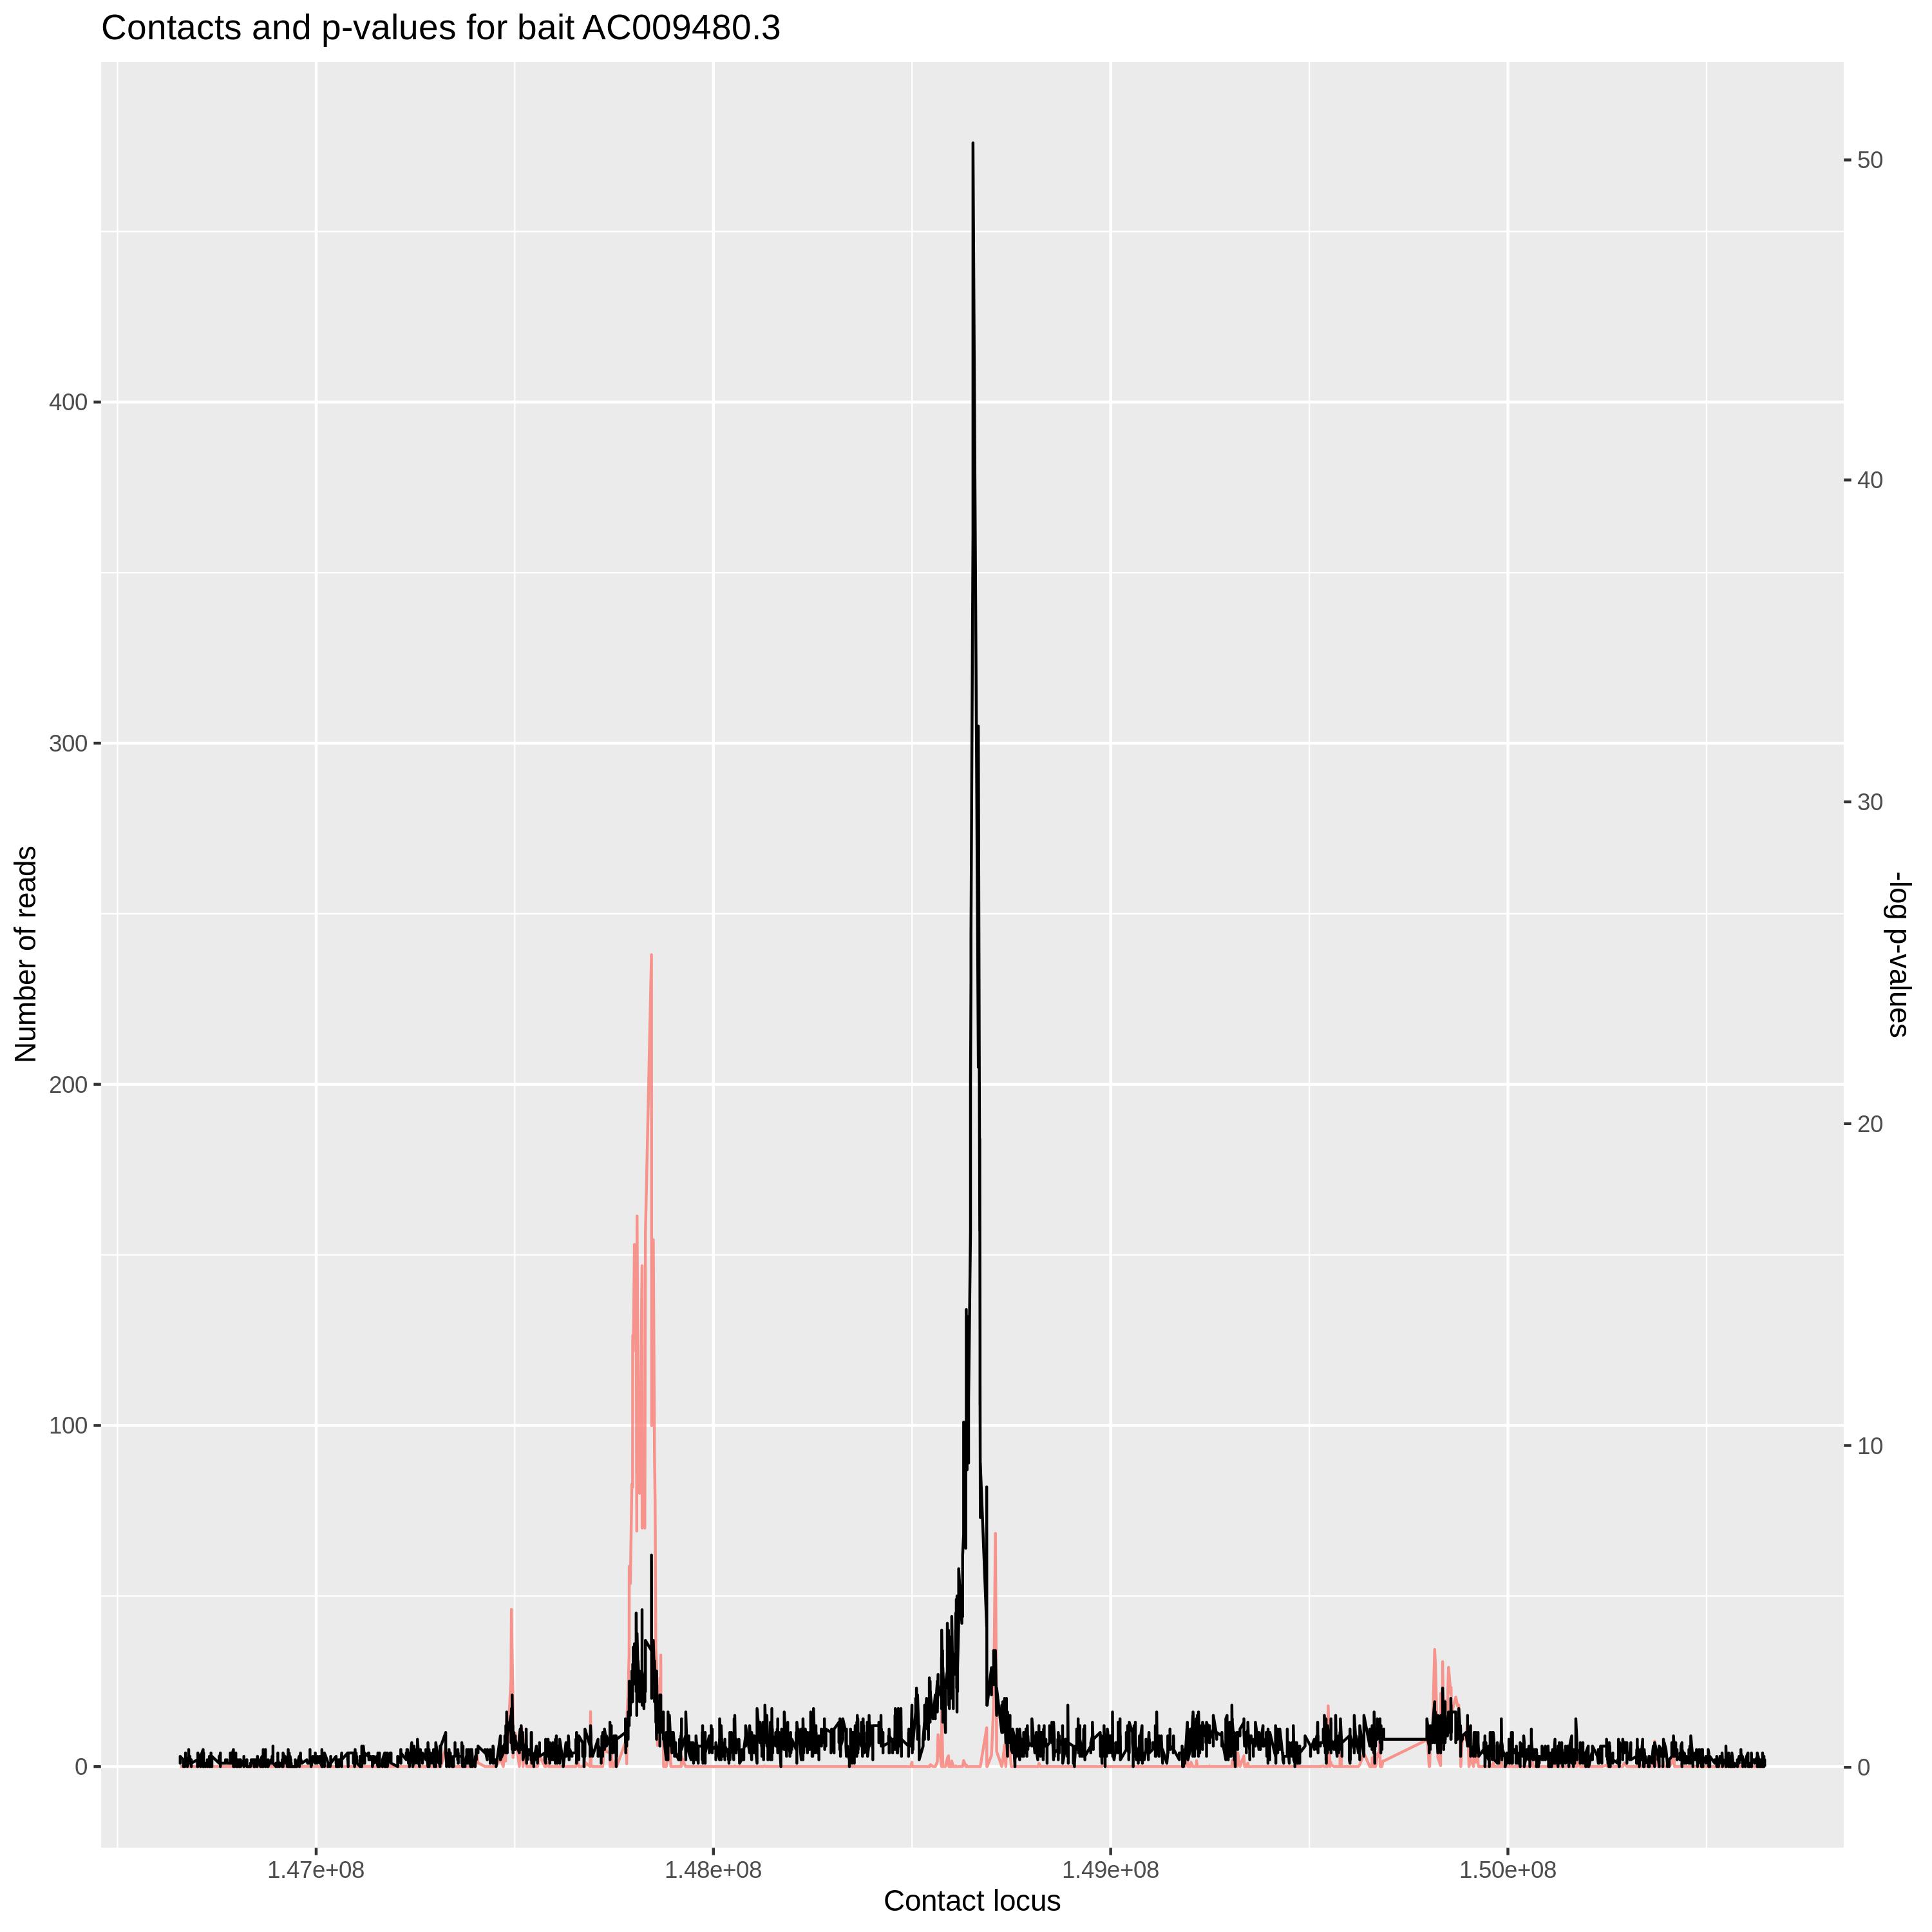 Contacts and p-values for bait AC009480.3
Number of reads
400
300
200
100
0
50
40
30
20
10
0
-log p-values
1.47e+08
1.48e+08
1.49e+08
1.50e+08
Contact locus